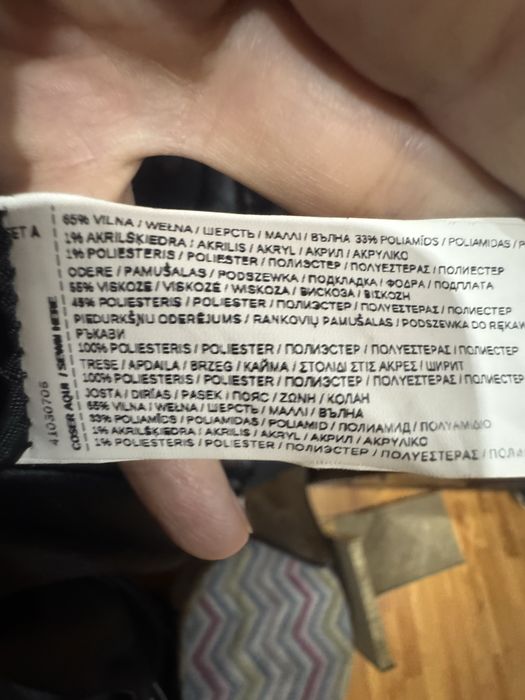 SET A
65% VILNA / WEŁNA / ШЕРСТЬ / ΜΑΛΛΙ / ВЪЛНА 33% POLIAMĪDS / POLIAMIDAS / P
1% AKRILŠĶIEDRA / AKRILIS / AKRYL / АКРИЛ / ΑΚΡΥΛΙΚΟ
1% POLIESTERIS / POLIESTER / ПОЛИЭСТЕР / ΠΟΛΥΕΣΤΕΡΑΣ / ПОЛИЕСТЕР
ODERE / PAMUŠALAS / PODSZEWKA / ПОДКЛАДКА / ΦΟΔΡΑ / ПОДПЛАТА
55% VISKOZE / VISKOZĖ / WISKOZA / ВИСКОЗА / ΒΙΣΚΟΖΗ
45% POLIESTERIS / POLIESTER / ПОЛИЭСТЕР / ΠΟΛΥΕΣΤΕΡΑΣ / ПОЛИЕСТЕР
PIEDURKŠŅU ODERĒJUMS / RANKOVIŲ PAMUŠALAS / PODSZEWKA DO RĘKAW
РЪКАВИ
100% POLIESTERIS / POLIESTER / ПОЛИЭСТЕР / ΠΟΛΥΕΣΤΕΡΑΣ / ПОЛИЕСТЕР
TRESE / APDAILA / BRZEG / КАЙМА / ΣΤΟΛΙΔΙ ΣΤΙΣ ΑΚΡΕΣ / ШИРИТ
100% POLIESTERIS / POLIESTER / ПОЛИЭСТЕР / ΠΟΛΥΕΣΤΕΡΑΣ / ПОЛИЕСТЕР
JOSTA / DIRŽAS / PASEK / ПОЯС / ΖΩΝΗ / КОЛАН
65% VILNA / WEŁNA / ШЕРСТЬ / ΜΑΛΛΙ / ВЪЛНА
33% POLIAMĪDS / POLIAMIDAS / POLIAMID / ПОЛИАМИД / ΠΟΛΥΑΜΙΔΙΟ
1% AKRILŠĶIEDRA / AKRILIS / AKRYL / АКРИЛ / ΑΚΡΥΛΙΚΟ
1% POLIESTERIS / POLIESTER / ПОЛИЭСТЕР / ΠΟΛΥΕΣΤΕΡΑΣ / ПОЛИ
41030706
COSER AQUI / SEWIN HERE